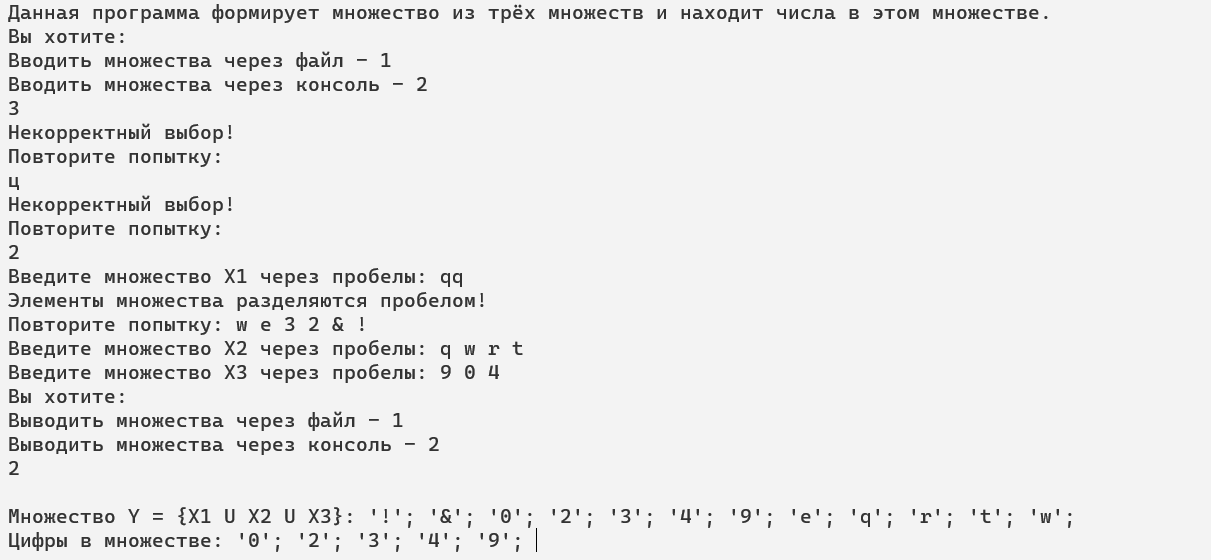 Данная программа формирует множество из трёх множеств и находит числа в этом множестве.
Вы хотите:
Вводить множества через файл - 1
Вводить множества через консоль - 2
3
Некорректный выбор!
Повторите попытку:
ц
Некорректный выбор!
Повторите попытку:
2
Введите множество X1 через пробелы: qq
Элементы множества разделяются пробелом!
Повторите попытку: w e 3 2 & !
Введите множество X2 через пробелы: q w r t
Введите множество X3 через пробелы: 9 0 4
Вы хотите:
Выводить множества через файл - 1
Выводить множества через консоль - 2
2
Множество Y = {X1 U X2 U X3}: '!'; '&'; '0'; '2'; '3'; '4'; '9'; 'e'; 'q'; 'r'; 't'; 'w';
Цифры в множестве: '0'; '2'; '3'; '4'; '9';